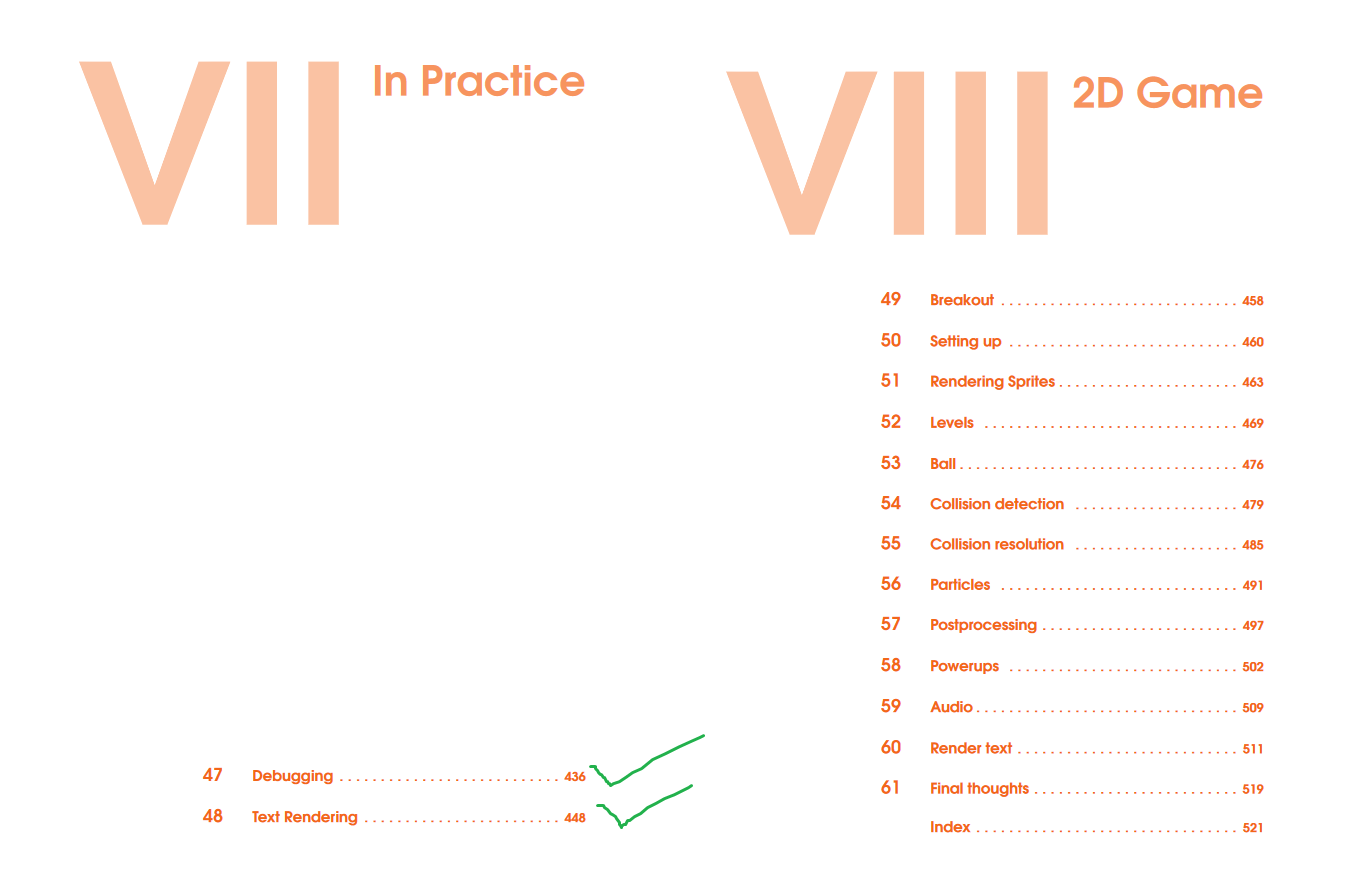 VII In Practice
47 Debugging . . . . . . . . . . . . . . . . . . . . . . . . . . . 436
48 Text Rendering . . . . . . . . . . . . . . . . . . . . . . . . 448
VIII 2D Game
49 Breakout . . . . . . . . . . . . . . . . . . . . . . . . . . . . . 458
50 Setting up . . . . . . . . . . . . . . . . . . . . . . . . . . . . 460
51 Rendering Sprites . . . . . . . . . . . . . . . . . . . . . . 463
52 Levels . . . . . . . . . . . . . . . . . . . . . . . . . . . . . . . 469
53 Ball . . . . . . . . . . . . . . . . . . . . . . . . . . . . . . . . . . 476
54 Collision detection . . . . . . . . . . . . . . . . . . . . 479
55 Collision resolution . . . . . . . . . . . . . . . . . . . . 485
56 Particles . . . . . . . . . . . . . . . . . . . . . . . . . . . . . 491
57 Postprocessing . . . . . . . . . . . . . . . . . . . . . . . . 497
58 Powerups . . . . . . . . . . . . . . . . . . . . . . . . . . . . 502
59 Audio . . . . . . . . . . . . . . . . . . . . . . . . . . . . . . . . 509
60 Render text . . . . . . . . . . . . . . . . . . . . . . . . . . . 511
61 Final thoughts . . . . . . . . . . . . . . . . . . . . . . . . . 519
Index . . . . . . . . . . . . . . . . . . . . . . . . . . . . . . . . 521